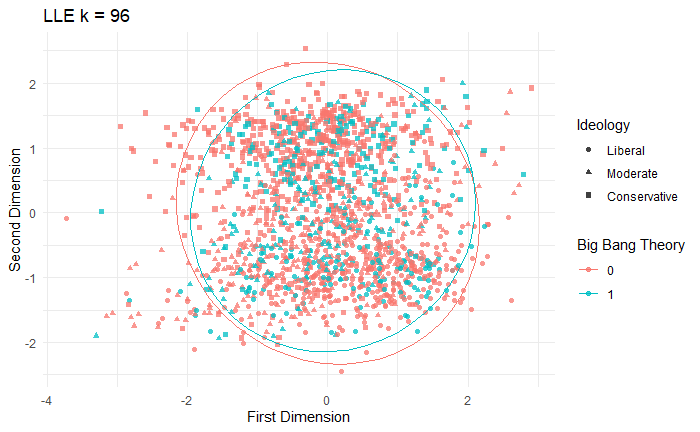 LLE k = 96
Second Dimension
2
1
0
-1
-2
-4
-2
0
2
First Dimension
Ideology
Liberal
Moderate
Conservative
Big Bang Theory
0
1